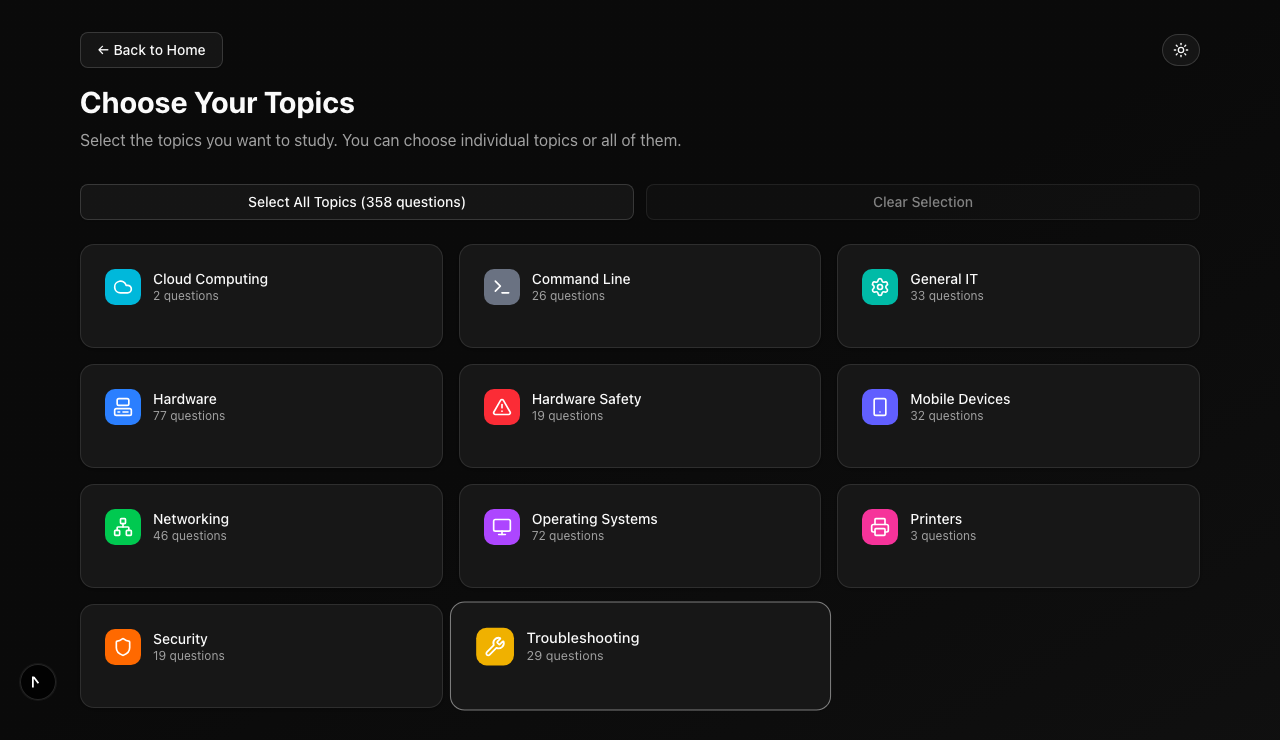 ← Back to Home
Choose Your Topics
Select the topics you want to study. You can choose individual topics or all of them.
Select All Topics (358 questions)
Clear Selection
Cloud Computing
2 questions
Command Line
26 questions
General IT
33 questions
Hardware
77 questions
Hardware Safety
19 questions
Mobile Devices
32 questions
Networking
46 questions
Operating Systems
72 questions
Printers
3 questions
Security
19 questions
Troubleshooting
29 questions